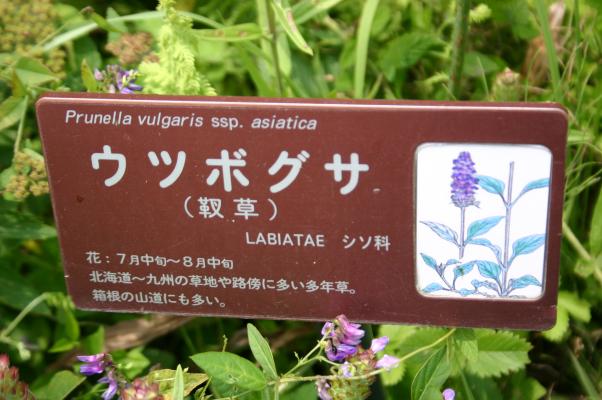 Prunella vulgaris ssp. asiatica
ウツボグサ
(靫草)
LABIATAE シソ科
花：7月中旬～8月中旬
北海道～九州の草地や路傍に多い多年草。
箱根の山道にも多い。